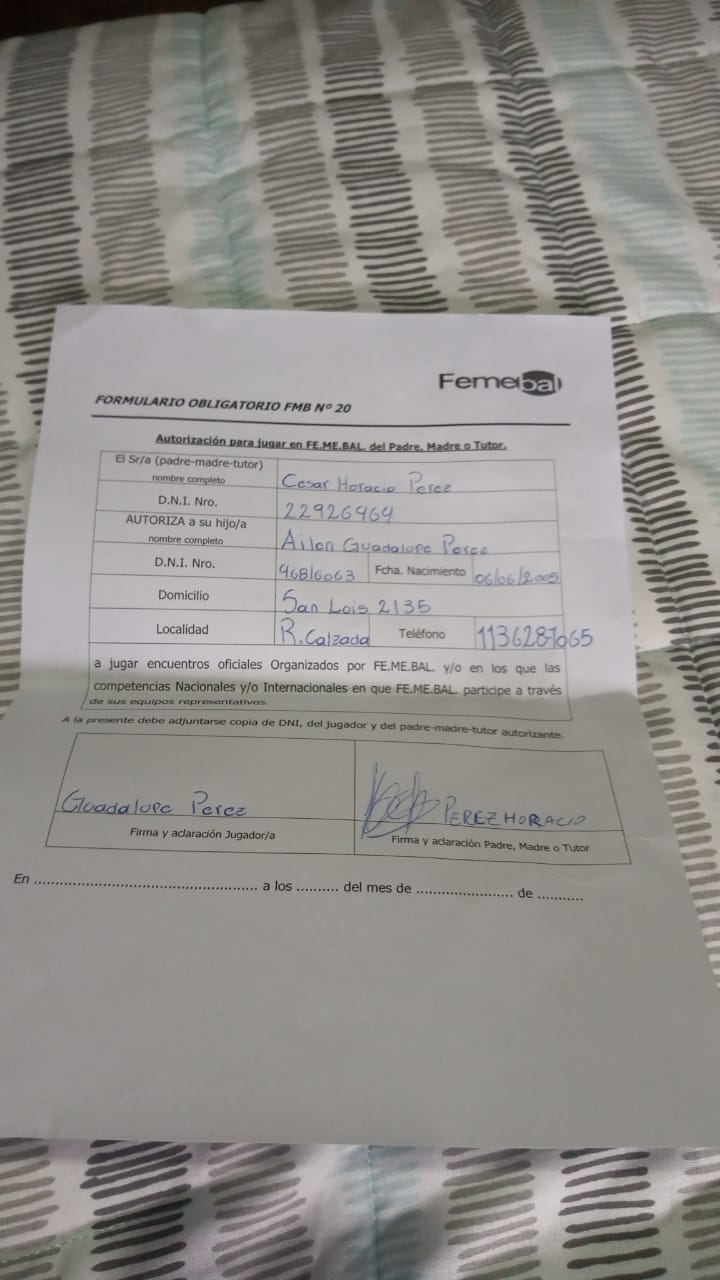 Femebal
FORMULARIO OBLIGATORIO FMB Nº 20
Autorización para jugar en FE.ME.BAL. del Padre, Madre o Tutor.
El Sr/a (padre-madre-tutor)
nombre completo
Cesar Horacio Perez
D.N.I. Nro.
22926964
AUTORIZA a su hijo/a
nombre completo
Ailen Guadalupe Perez
D.N.I. Nro.
Fcha. Nacimiento
06/06/2005
Domicilio
San Lois 2135
Localidad
R. Calzada
Teléfono
a jugar encuentros oficiales Organizados por FE.ME.BAL. y/o en los que las
competencias Nacionales y/o Internacionales en que FE.ME.BAL. participe a través
de sus equipos representativos.
A la presente debe adjuntarse copia de DNI, del jugador y del padre-madre-tutor autorizante.
Guadalupe Perez
PEREZ HORACIO
Firma y aclaración Jugador/a
Firma y aclaración Padre, Madre o Tutor
En ................................................ a los .......... del mes de ...................... de ..........